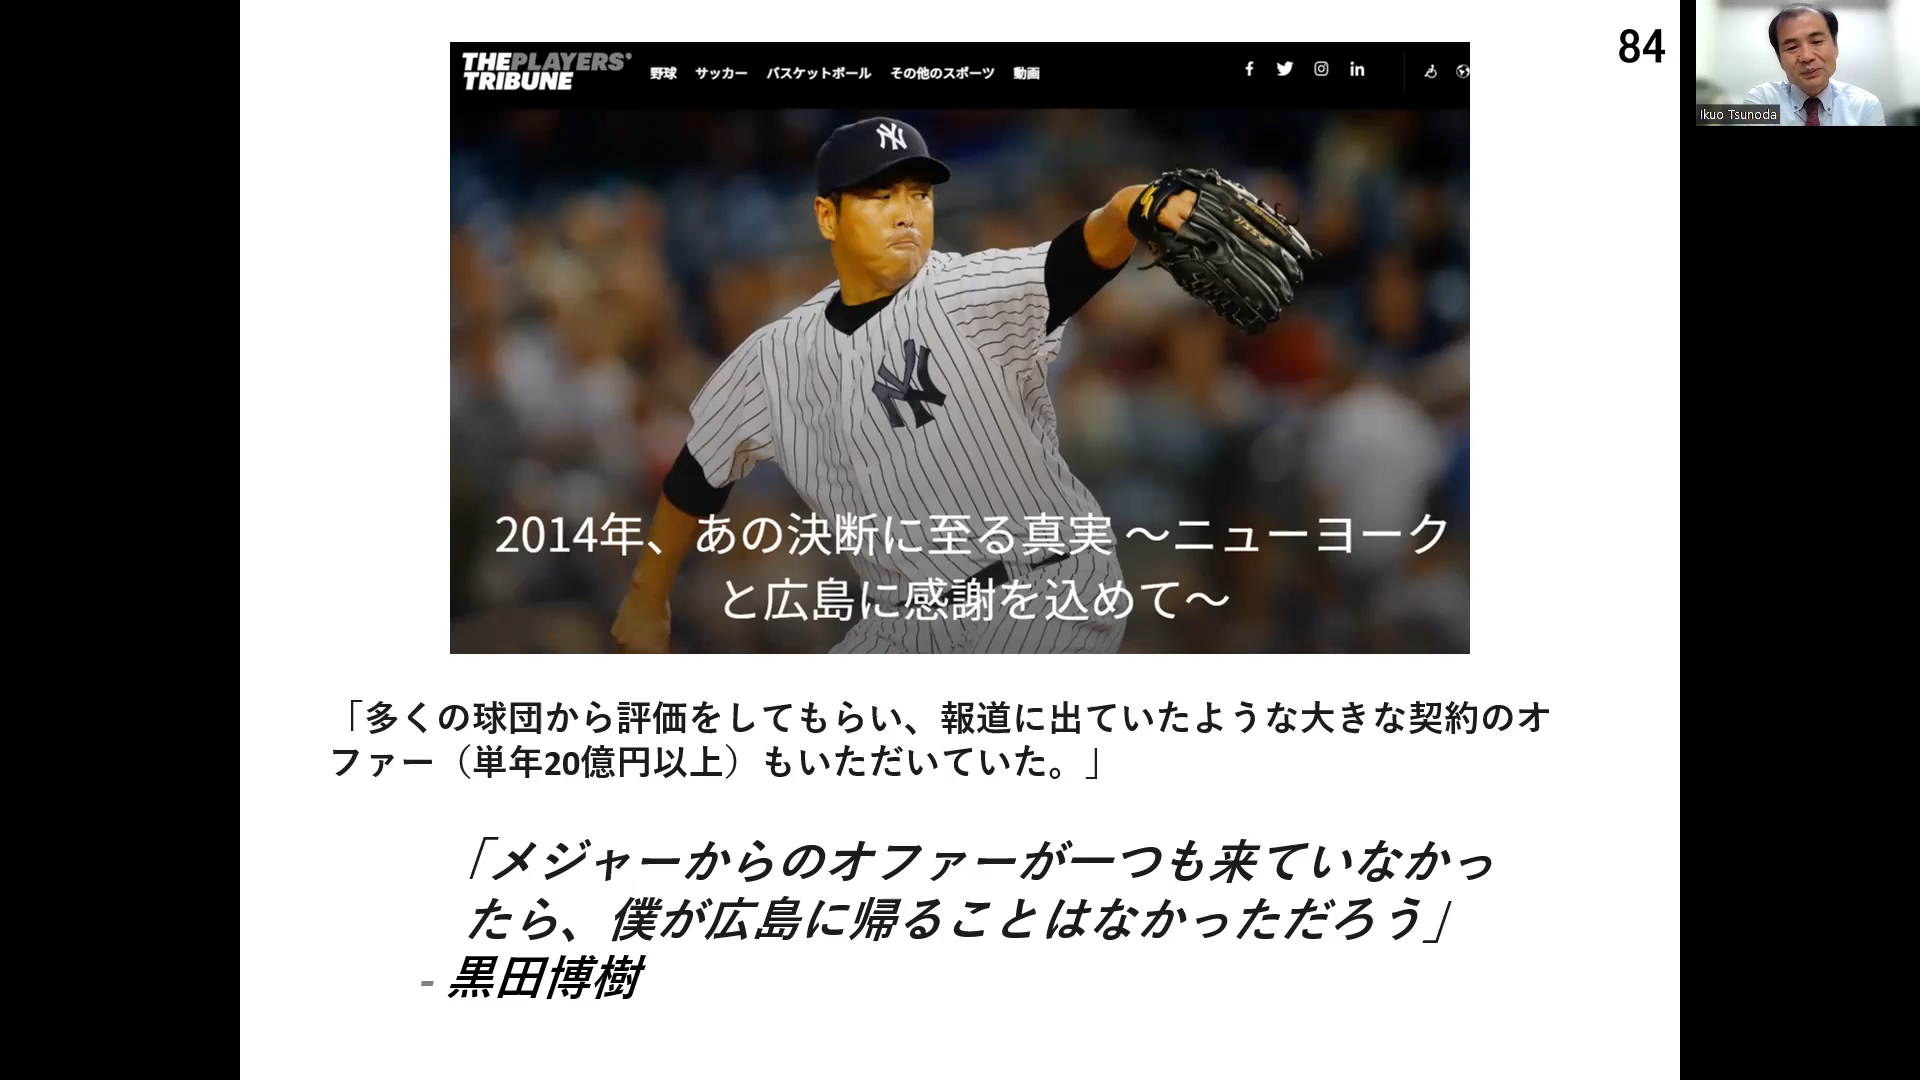 84
THE PLAYERS'
TRIBUNE
野球 サッカー バスケットボール その他のスポーツ 動画
Ikuo Tsunoda
2014年、あの決断に至る真実 〜ニューヨーク
と広島に感謝を込めて〜
「多くの球団から評価をしてもらい、報道に出ていたような大きな契約のオ
ファー（単年20億円以上）もいただいていた。」
「メジャーからのオファーが一つも来ていなかっ
たら、僕が広島に帰ることはなかっただろう」
- 黒田博樹